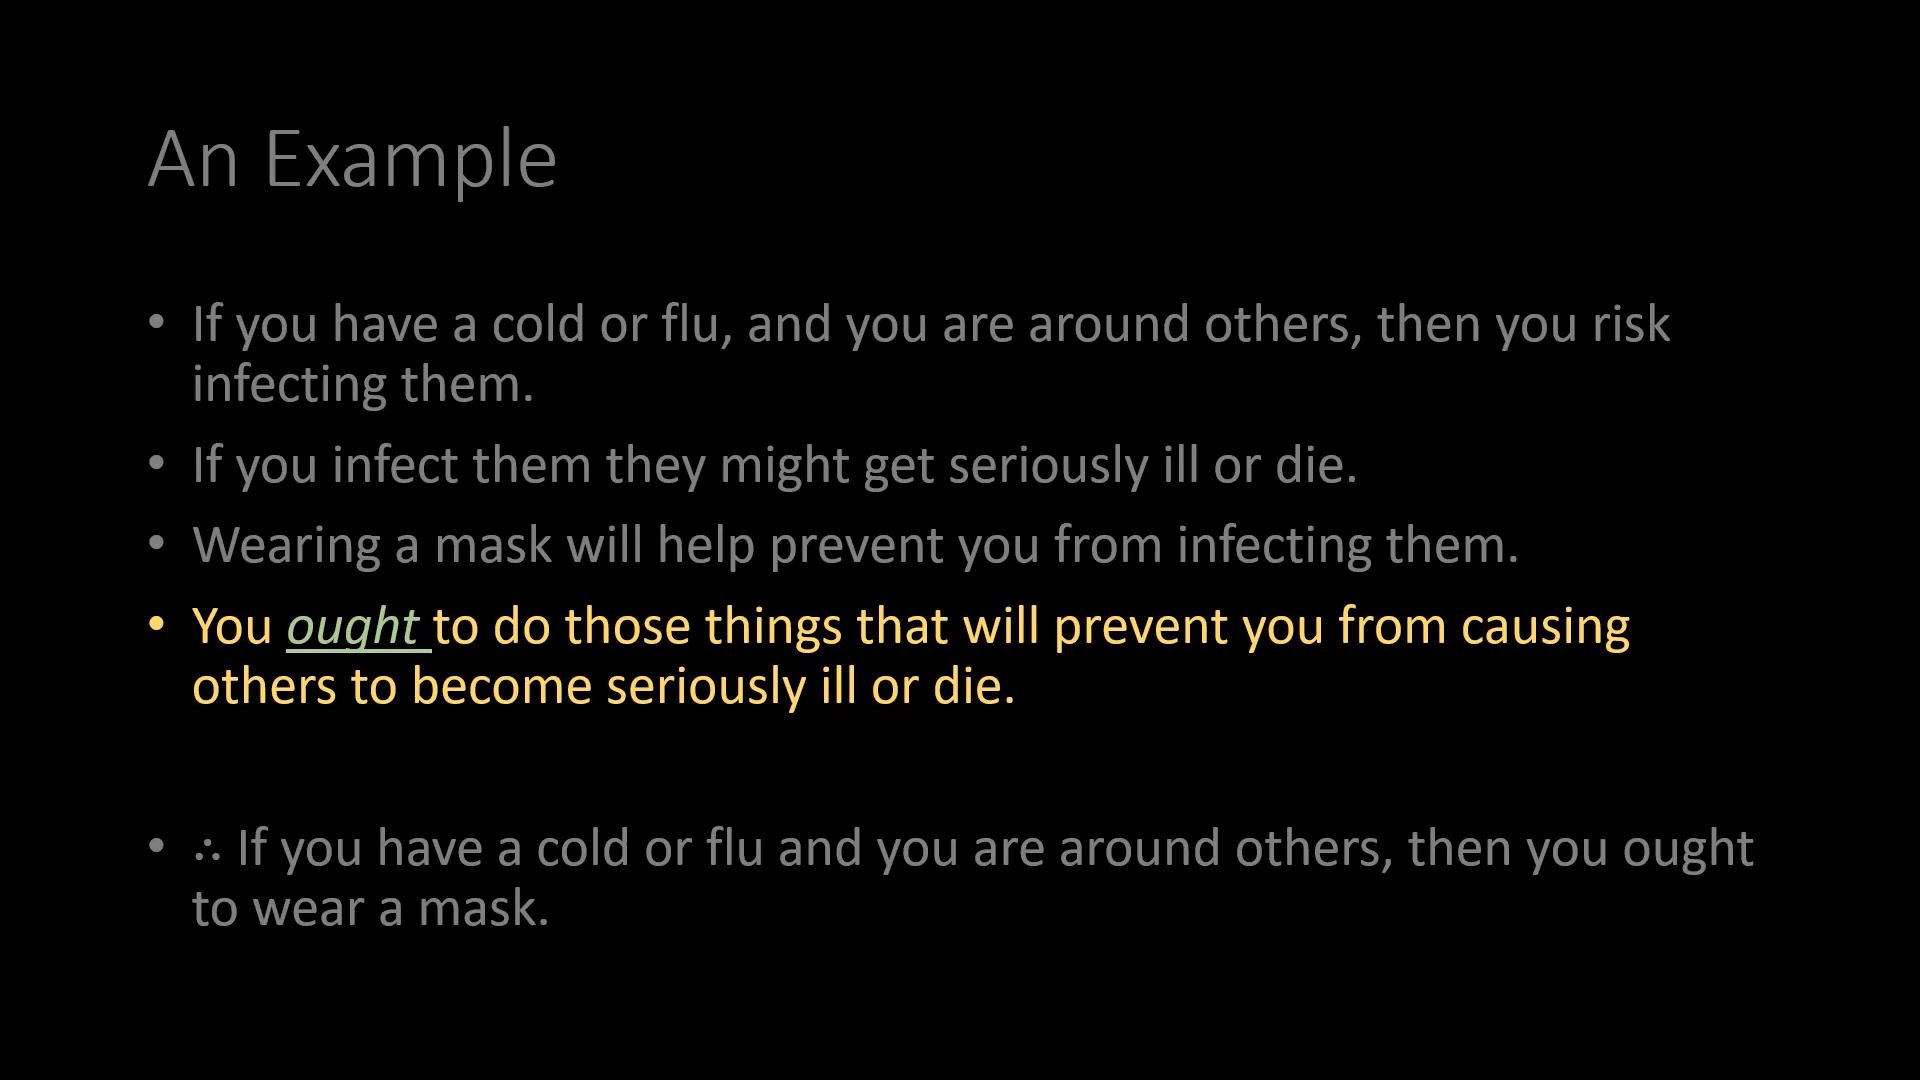 An Example
• If you have a cold or flu, and you are around others, then you risk
infecting them.
• If you infect them they might get seriously ill or die.
• Wearing a mask will help prevent you from infecting them.
• You ought to do those things that will prevent you from causing
others to become seriously ill or die.
• ∴ If you have a cold or flu and you are around others, then you ought
to wear a mask.